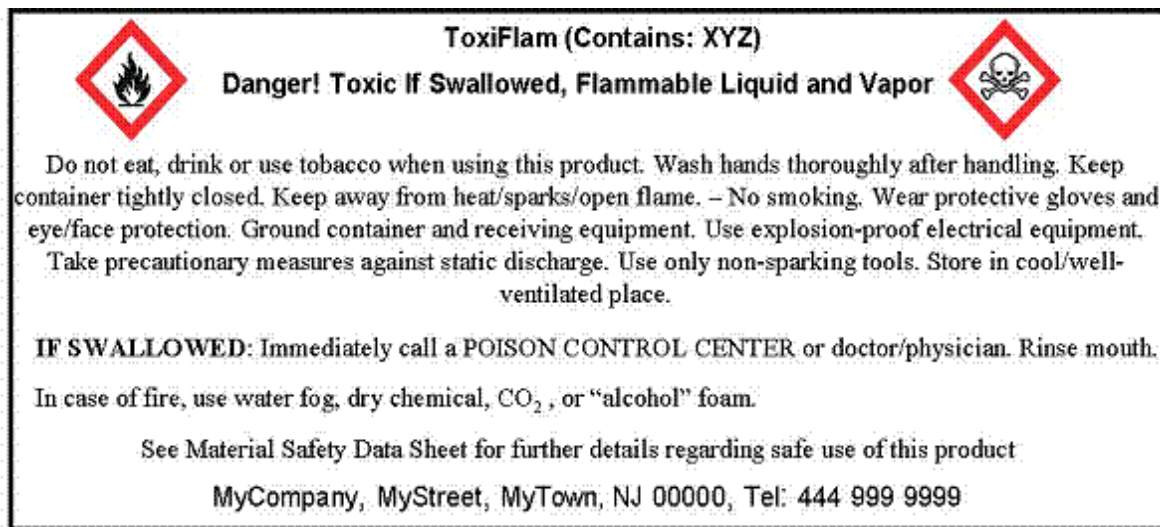 ToxiFlam (Contains: XYZ)
Danger! Toxic If Swallowed, Flammable Liquid and Vapor
Do not eat, drink or use tobacco when using this product. Wash hands thoroughly after handling. Keep
container tightly closed. Keep away from heat/sparks/open flame. – No smoking. Wear protective gloves and
eye/face protection. Ground container and receiving equipment. Use explosion-proof electrical equipment.
Take precautionary measures against static discharge. Use only non-sparking tools. Store in cool/well-
ventilated place.
IF SWALLOWED: Immediately call a POISON CONTROL CENTER or doctor/physician. Rinse mouth.
In case of fire, use water fog, dry chemical, CO₂ , or “alcohol” foam.
See Material Safety Data Sheet for further details regarding safe use of this product
MyCompany, MyStreet, MyTown, NJ 00000, Tel: 444 999 9999